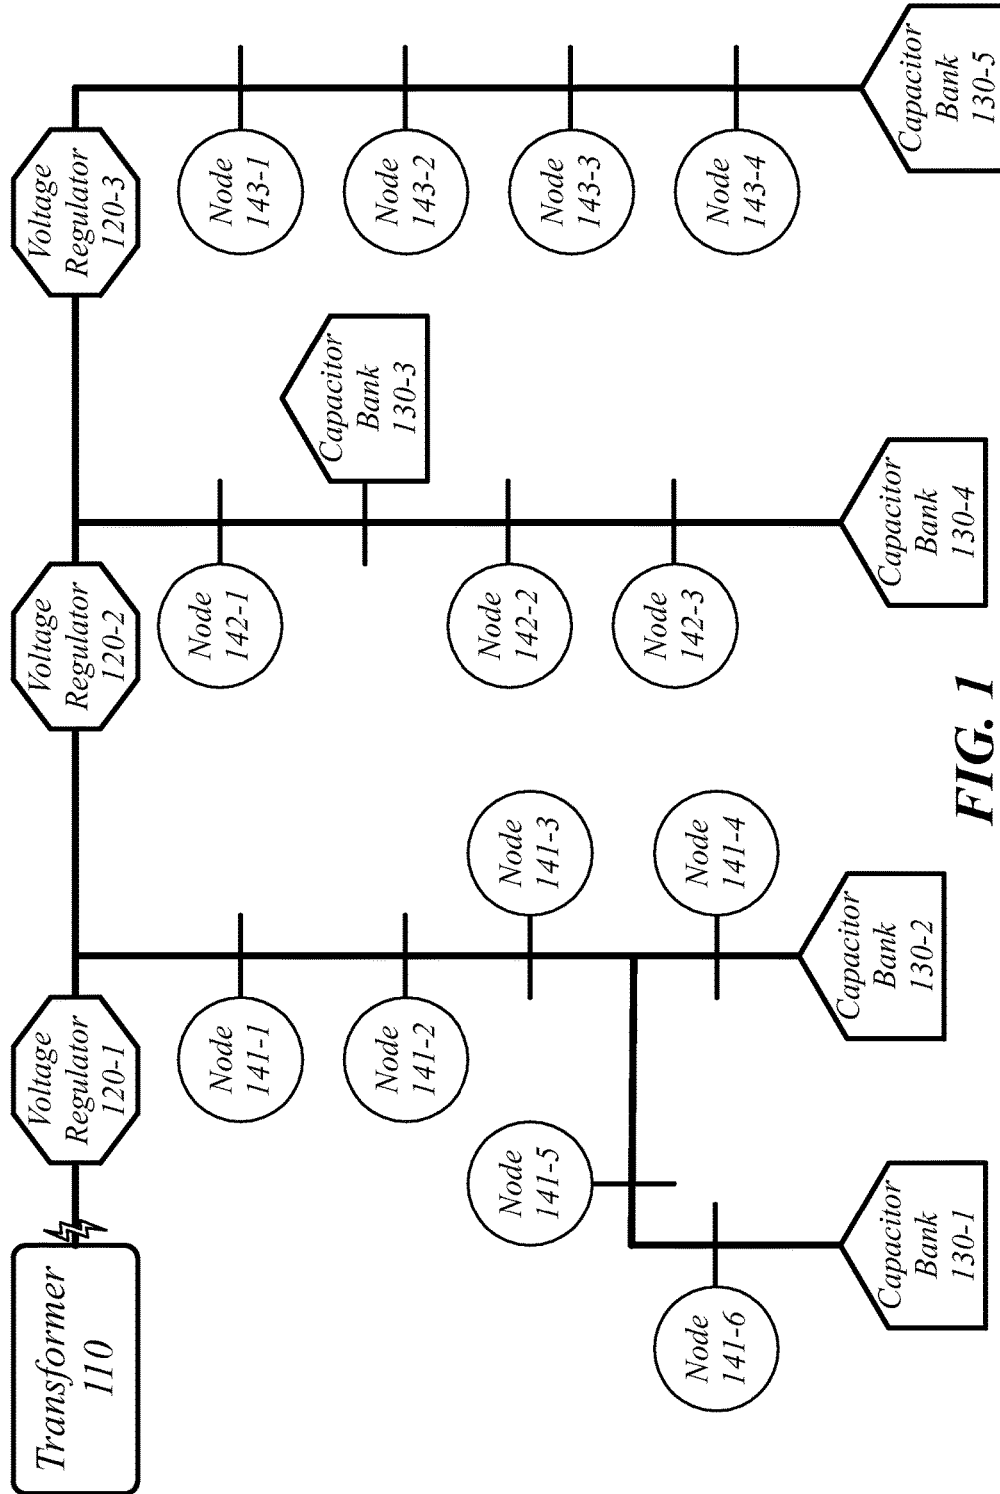 Transformer
110
Voltage
Regulator
120-1
Voltage
Regulator
120-2
Voltage
Regulator
120-3
Node
141-1
Node
141-2
Node
141-3
Node
141-4
Node
141-5
Node
141-6
Capacitor
Bank
130-1
Capacitor
Bank
130-2
Node
142-1
Capacitor
Bank
130-3
Node
142-2
Node
142-3
Capacitor
Bank
130-4
Node
143-1
Node
143-2
Node
143-3
Node
143-4
Capacitor
Bank
130-5
FIG. 1